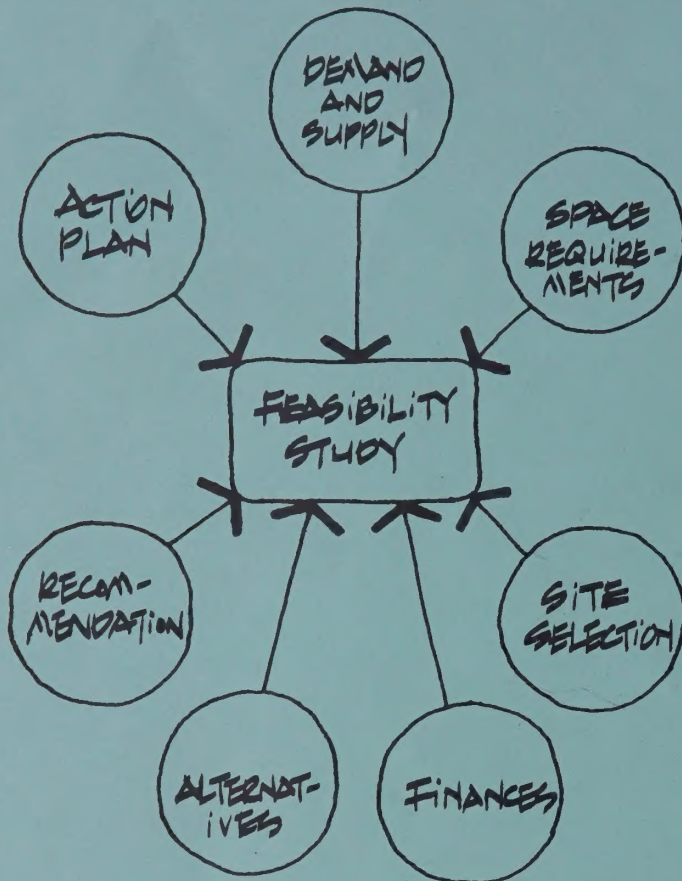 DEMAND
AND
SUPPLY
ACTION
PLAN
SPACE
REQUIRE-
MENTS
FEASIBILITY
STUDY
RECOM-
MENDATION
SITE
SELECTION
ALTERNAT-
IVES
FINANCES